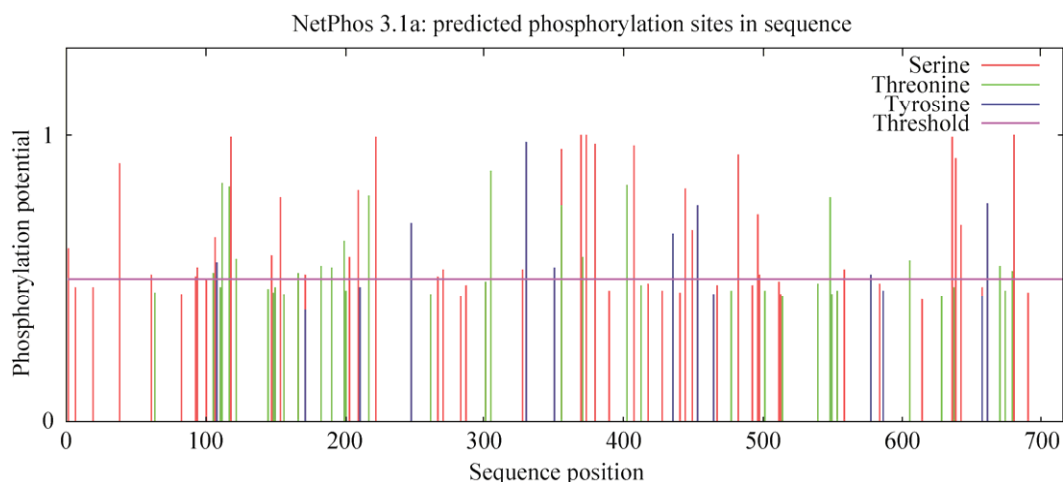 NetPhos 3.1a: predicted phosphorylation sites in sequence
Serine
Threonine
Tyrosine
Threshold
1
0
Phosphorylation potential
0 100 200 300 400 500 600 700
Sequence position